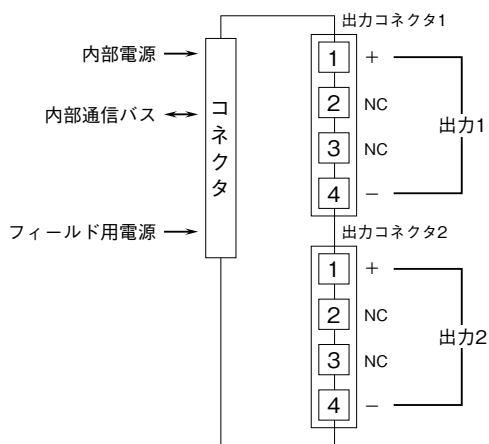 出力コネクタ1
内部電源
1 +
内部通信バス
2 NC
出力1
コネクタ
3 NC
4 −
フィールド用電源
出力コネクタ2
1 +
2 NC
出力2
3 NC
4 −